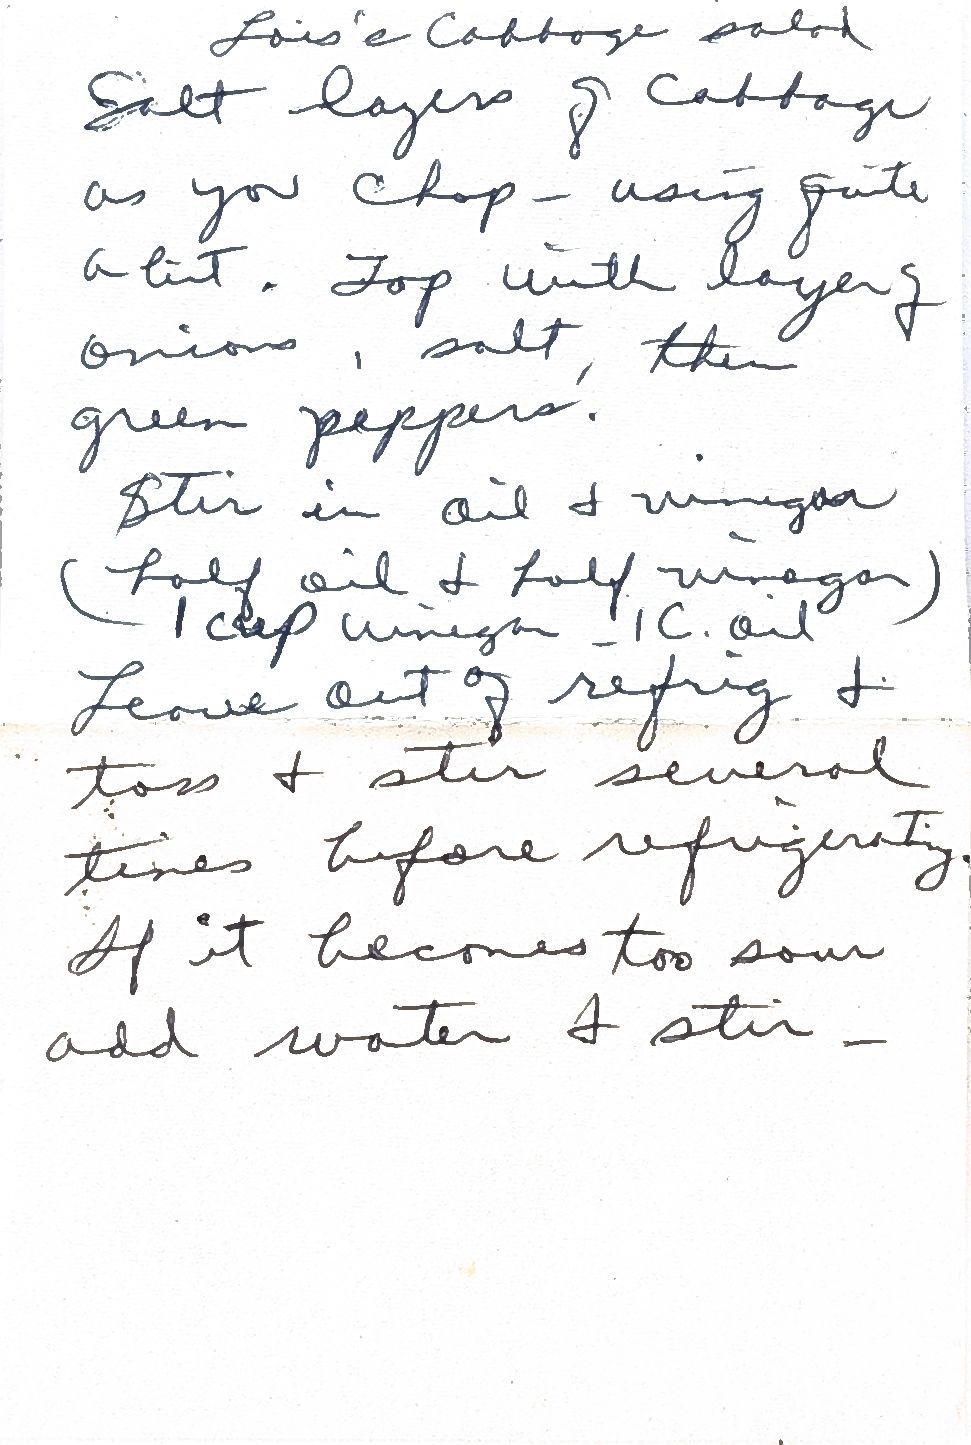 Lois's Cabbage salad
Salt layers of Cabbage
as you Chop - using quite
a bit. Top with layer of
onions, salt, then
green peppers.
Stir in oil & vinegar
(half oil & half vinegar)
1 cup vinegar - 1 C. oil
Leave out of refrig &
toss & stir several
times before refrigerating.
If it becomes too sour
add water & stir -